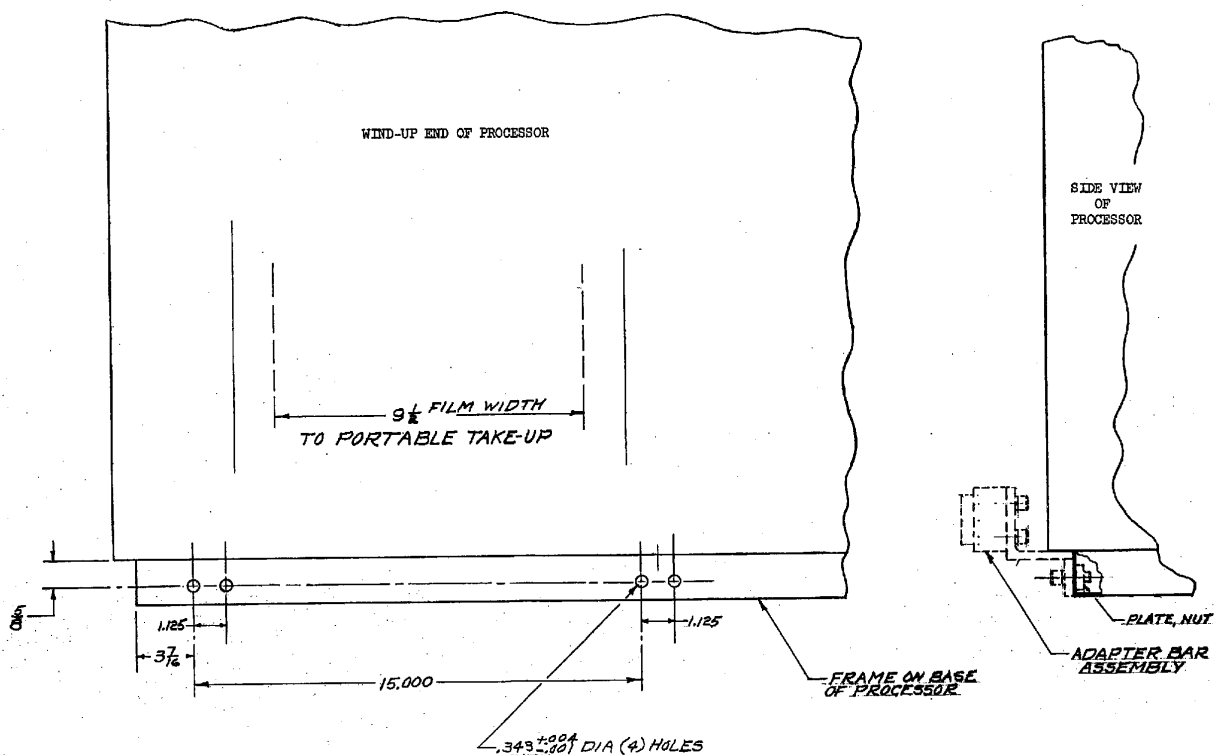 WIND-UP END OF PROCESSOR
SIDE VIEW
OF
PROCESSOR
9 1/2 FILM WIDTH
TO PORTABLE TAKE-UP
1.125
3 7/16
15.000
1.125
PLATE, NUT
ADAPTER BAR
ASSEMBLY
FRAME ON BASE
OF PROCESSOR
.343 +.004 -.001 DIA (4) HOLES